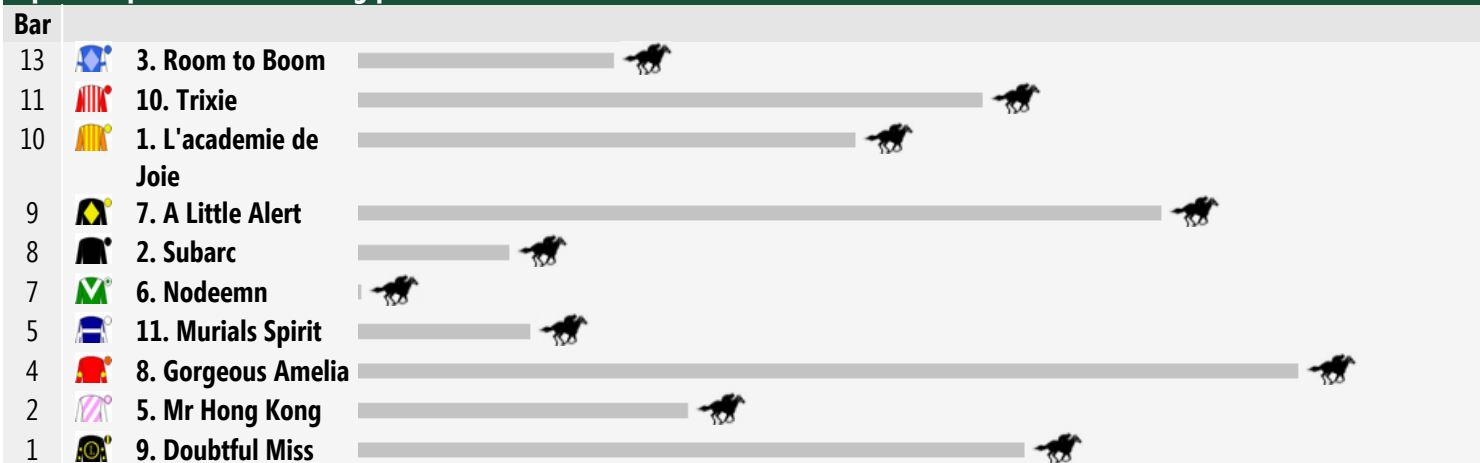 Bar
13 3. Room to Boom
11 10. Trixie
10 1. L'academie de
Joie
9 7. A Little Alert
8 2. Subarc
7 6. Nodeemn
5 11. Murials Spirit
4 8. Gorgeous Amelia
2 5. Mr Hong Kong
1 9. Doubtful Miss